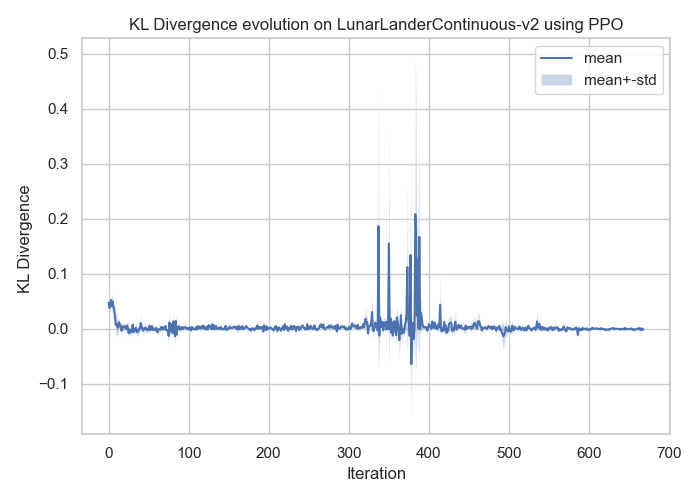 KL Divergence evolution on LunarLanderContinuous-v2 using PPO
mean
mean+-std
KL Divergence
0.5
0.4
0.3
0.2
0.1
0.0
−0.1
0 100 200 300 400 500 600 700
Iteration